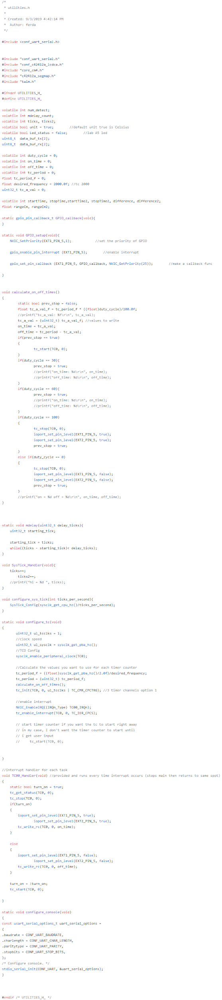 /*
 * utilities.h
 *
 * Created: 9/3/2019 4:42:14 PM
 *  Author: ferda
 */

#include <conf_uart_serial.h>


#include "conf_uart_serial.h"
#include "conf_c42412a_lcdca.h"
#include "core_cm4.h"
#include "c42412a_segmap.h"
#include "twim.h"

#ifndef UTILITIES_H_
#define UTILITIES_H_

volatile int num_detect;
volatile int mdelay_count;
volatile int ticks, ticks2;
volatile bool unit = true;        //default unit true is Celsius
volatile bool Led_status = false;        //lab A5 led
uint8_t  data_buf_tx[2];
uint8_t  data_buf_rx[2];

volatile int duty_cycle = 0;
volatile int on_time = 0;
volatile int off_time = 0;
volatile int tc_period = 0;
float tc_period_f = 0;
float desired_frequency = 2000.0f; //tc 2000
uint32_t tc_a_val = 0;

volatile int startTime, stopTime,startTime2, stopTime2, difference, difference2;
float rangeCm, rangeCm2;

static gpio_pin_callback_t GPIO_callback(void){
}

static void GPIO_setup(void){
    NVIC_SetPriority(EXT1_PIN_5,1);            //set the priority of GPIO

    gpio_enable_pin_interrupt (EXT1_PIN_5);        //enable interrupt

    gpio_set_pin_callback (EXT1_PIN_5, GPIO_callback, NVIC_GetPriority(25));        //make a callback func

}


void calculate_on_off_times()
{
        static bool prev_stop = false;
        float tc_a_val_f = tc_period_f * ((float)duty_cycle)/100.0f;
        //printf("tc_a_val: %f\r\n", tc_a_val);
        tc_a_val = (uint32_t) tc_a_val_f; //values to write
        on_time = tc_a_val;
        off_time = tc_period - tc_a_val;
        if(prev_stop == true)
        {
                tc_start(TC0, 0);
        }
        if(duty_cycle == 30){
                prev_stop = true;
                //printf("on_time: %d\r\n", on_time);
                //printf("off_time: %d\r\n", off_time);
        }
        if(duty_cycle == 60){
                prev_stop = true;
                //printf("on_time: %d\r\n", on_time);
                //printf("off_time: %d\r\n", off_time);
        }
        if(duty_cycle == 100)
        {
                tc_stop(TC0, 0);
                ioport_set_pin_level(EXT1_PIN_5, true);
                ioport_set_pin_level(EXT2_PIN_5, true);
                prev_stop = true;
        }
        else if(duty_cycle == 0)
        {
                tc_stop(TC0, 0);
                ioport_set_pin_level(EXT1_PIN_5, false);
                ioport_set_pin_level(EXT2_PIN_5, false);
                prev_stop = true;
        }
        //printf("on = %d off = %d\r\n", on_time, off_time);
}



static void mdelay(uint32_t delay_ticks){
    uint32_t starting_tick;

    starting_tick = ticks;
    while((ticks - starting_tick)< delay_ticks);
}

void SysTick_Handler(void){
    ticks++;
        ticks2++;
    //printf("hi = %d ", ticks);
}

void configure_sys_tick(int ticks_per_second){
    SysTick_Config(sysclk_get_cpu_hz()/ticks_per_second);
}

static void configure_tc(void)
{
       uint32_t ul_tcclks = 1;
       //clock speed
       uint32_t ul_sysclk = sysclk_get_pba_hz();
       //TCO Config
       sysclk_enable_peripheral_clock(TC0);

       //Calculate the values you want to use for each timer counter
       tc_period_f = ((float)sysclk_get_pba_hz()/2.0f)/desired_frequency;
       tc_period = (uint32_t) tc_period_f;
       calculate_on_off_times();
       tc_init(TC0, 0, ul_tcclks | TC_CMR_CPCTRG); //3 timer channels option 1

       //enable interrupt
       NVIC_EnableIRQ((IRQn_Type) TC00_IRQn);
       tc_enable_interrupt(TC0, 0, TC_IER_CPCS);

       // start timer counter if you want the tc to start right away
       // in my case, I don't want the timer counter to start until
       // i get user input
       //     tc_start(TC0, 0);


}

//interrupt handler for each task
void TC00_Handler(void) //provided and runs every time interrupt occurs (stops main then returns to same spot)
{
    static bool turn_on = true;
    tc_get_status(TC0, 0);
    tc_stop(TC0, 0);
    if(turn_on)
    {
        ioport_set_pin_level(EXT1_PIN_5, true);
                ioport_set_pin_level(EXT2_PIN_5, true);
        tc_write_rc(TC0, 0, on_time);
    }

    else
    {
        ioport_set_pin_level(EXT1_PIN_5, false);
                ioport_set_pin_level(EXT2_PIN_5, false);
        tc_write_rc(TC0, 0, off_time);
    }

    turn_on = !turn_on;
    tc_start(TC0, 0);

}

static void configure_console(void)
{
const usart_serial_options_t uart_serial_options =
{
.baudrate = CONF_UART_BAUDRATE,
.charlength = CONF_UART_CHAR_LENGTH,
.paritytype = CONF_UART_PARITY,
.stopbits = CONF_UART_STOP_BITS,
};
/* Configure console. */
stdio_serial_init(CONF_UART, &uart_serial_options);
}



#endif /* UTILITIES_H_ */